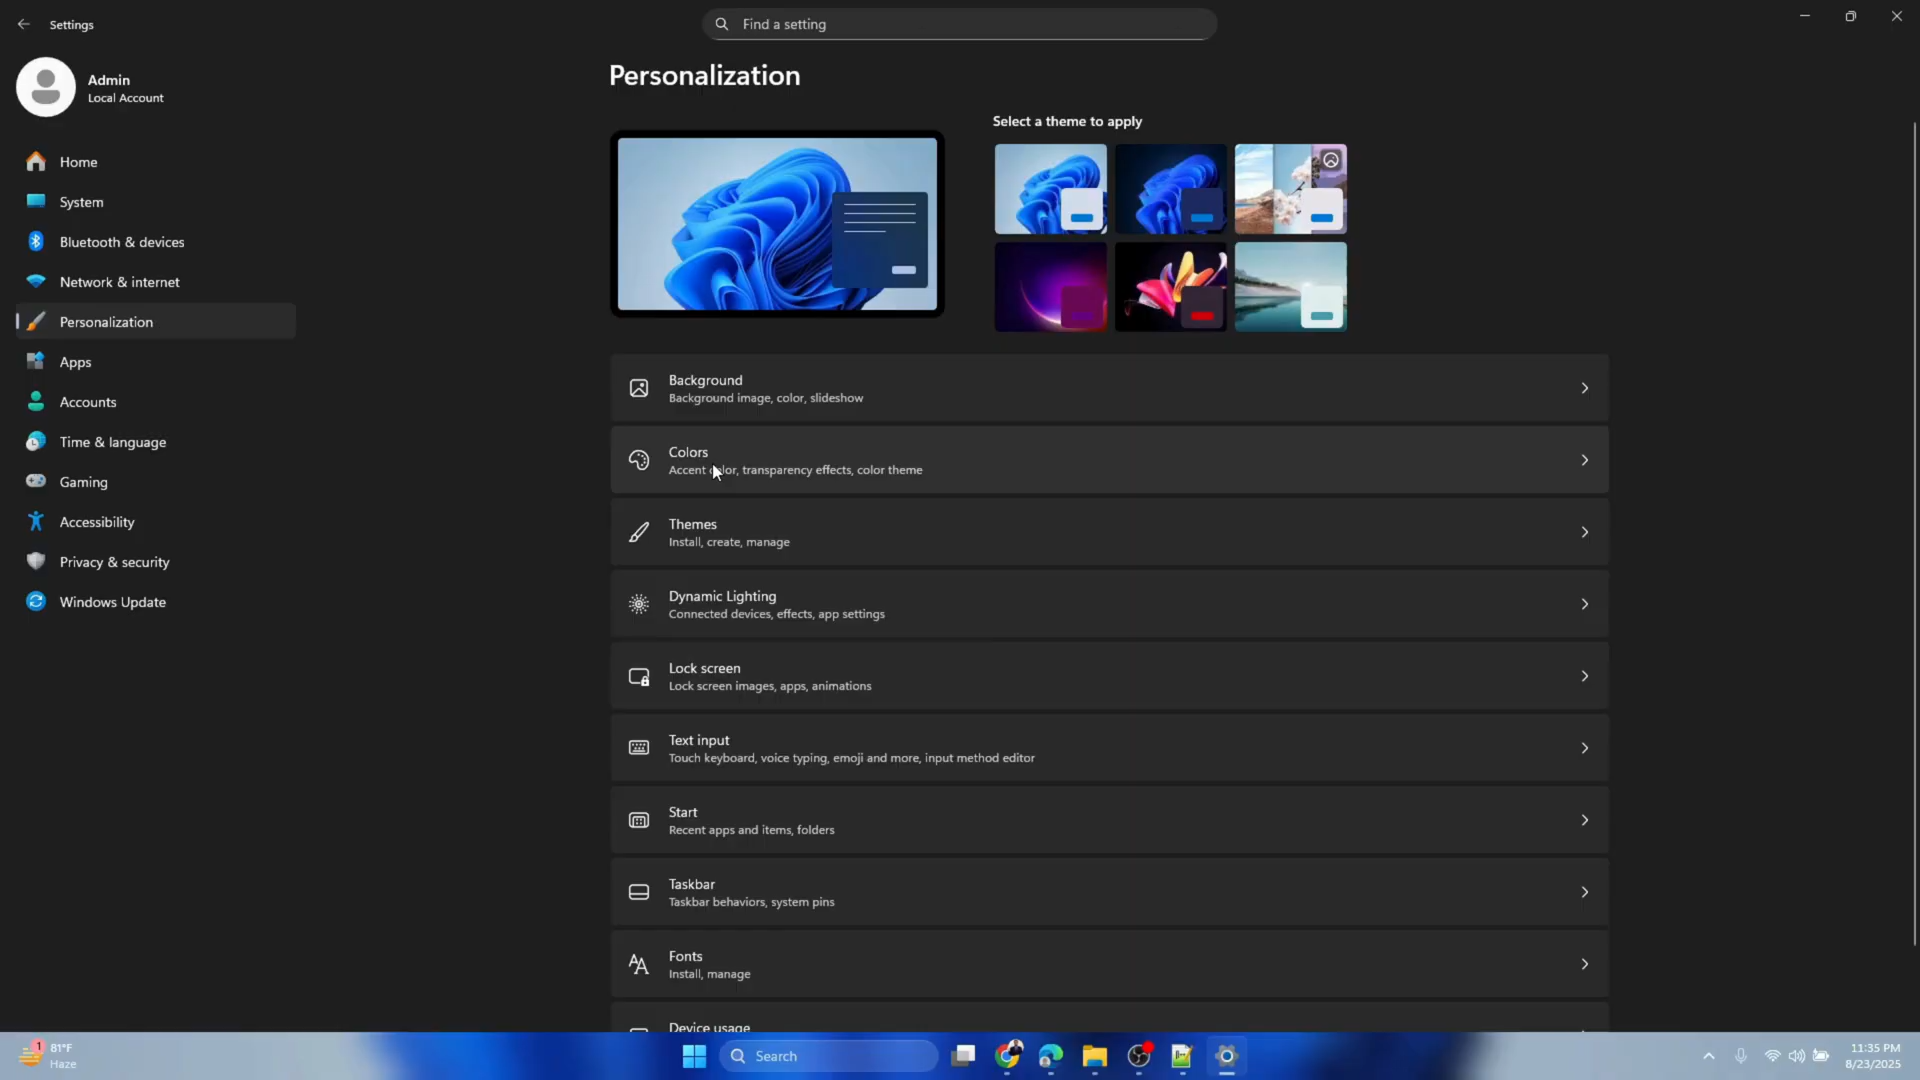 Settings
Find a setting
Admin
Local Account
Home
System
Bluetooth & devices
Network & internet
Personalization
Apps
Accounts
Time & language
Gaming
Accessibility
Privacy & security
Windows Update
Personalization
Select a theme to apply
Background
Background image, color, slideshow
Colors
Accent color, transparency effects, color theme
Themes
Install, create, manage
Dynamic Lighting
Connected devices, effects, app settings
Lock screen
Lock screen images, apps, animations
Text input
Touch keyboard, voice typing, emoji and more, input method editor
Start
Recent apps and items, folders
Taskbar
Taskbar behaviors, system pins
Fonts
Install, manage
Device usage
1
81°F
Haze
Search
11:35 PM
8/23/2025